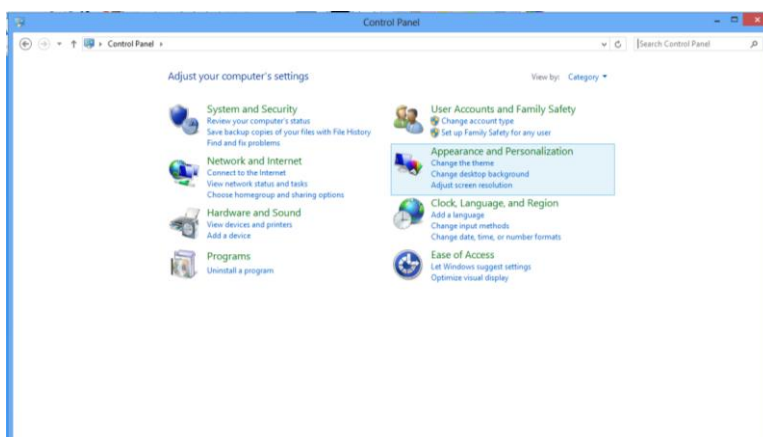 Control Panel
Control Panel
Search Control Panel
Adjust your computer's settings
View by: Category
System and Security
Review your computer's status
Save backup copies of your files with File History
Find and fix problems
Network and Internet
Connect to the Internet
View network status and tasks
Choose homegroup and sharing options
Hardware and Sound
View devices and printers
Add a device
Programs
Uninstall a program
User Accounts and Family Safety
Change account type
Set up Family Safety for any user
Appearance and Personalization
Change the theme
Change desktop background
Adjust screen resolution
Clock, Language, and Region
Add a language
Change input methods
Change date, time, or number formats
Ease of Access
Let Windows suggest settings
Optimize visual display